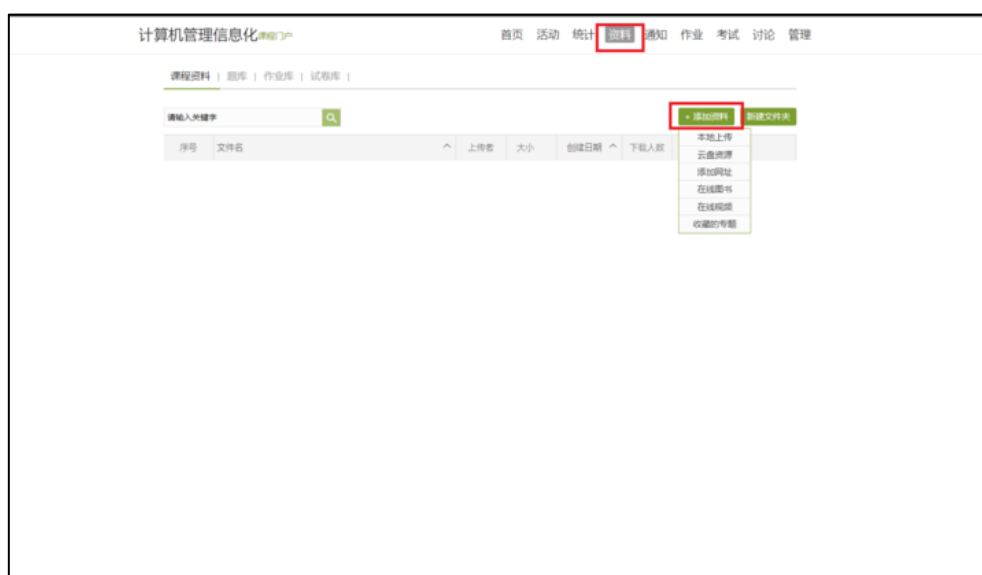 计算机管理信息化课程门户 首页 活动 统计 资料 通知 作业 考试 讨论 管理
课程资料 | 题库 | 作业库 | 试卷库 |
请输入关键字 + 添加资料 新建文件夹
序号 文件名 上传者 大小 创建日期 下载人数
本地上传
云盘资源
添加网址
在线图书
在线视频
收藏的专题